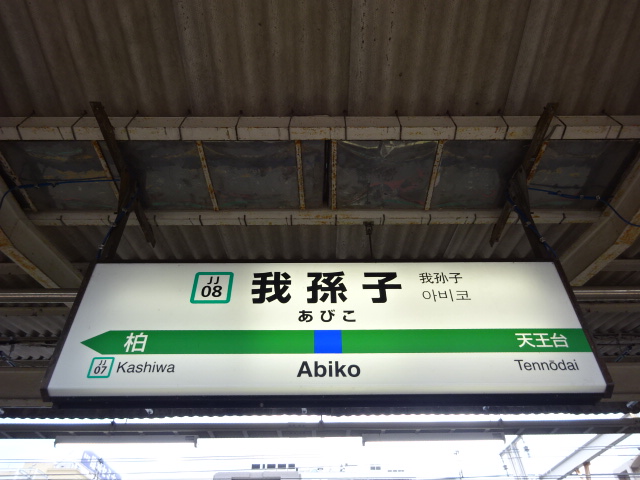 JJ
08
我孫子
我孙子
아비코
あびこ
柏
天王台
JJ
07
Kashiwa
Abiko
Tennōdai